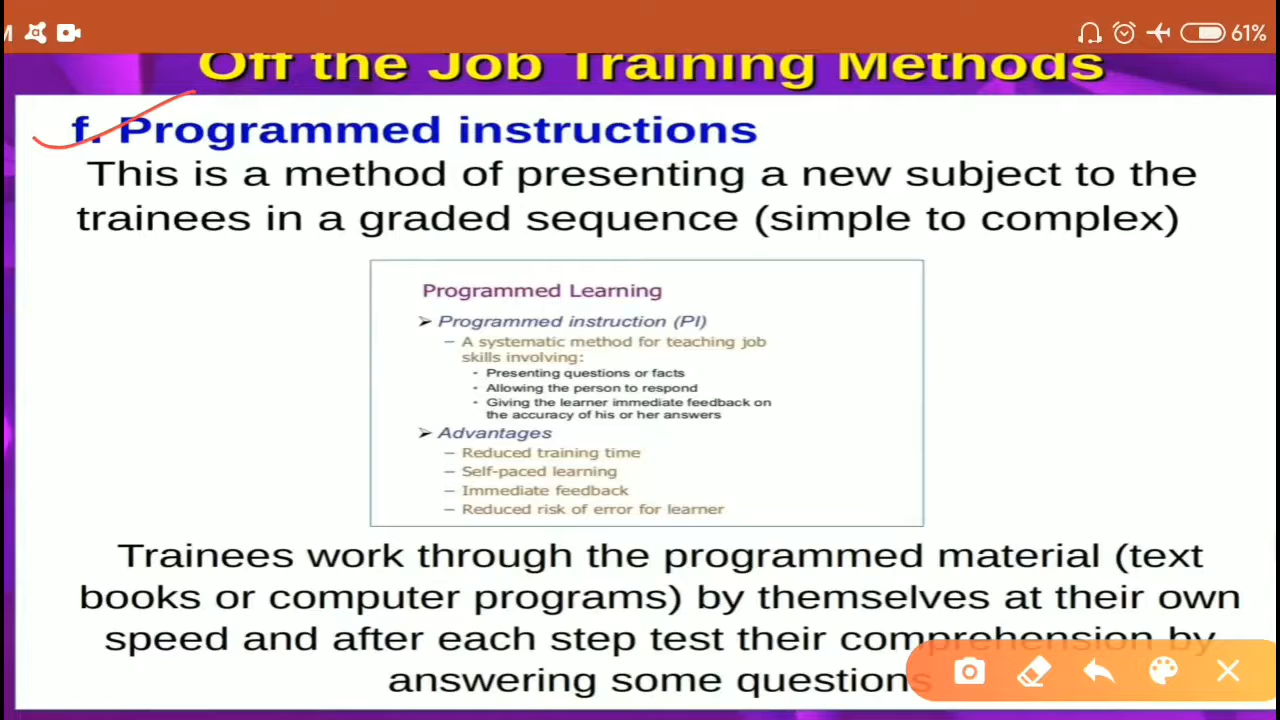 61%
Off the Job Training Methods
f. Programmed instructions
This is a method of presenting a new subject to the
trainees in a graded sequence (simple to complex)
Programmed Learning
➢ Programmed instruction (PI)
– A systematic method for teaching job
skills involving:
• Presenting questions or facts
• Allowing the person to respond
• Giving the learner immediate feedback on
the accuracy of his or her answers
➢ Advantages
– Reduced training time
– Self-paced learning
– Immediate feedback
– Reduced risk of error for learner
Trainees work through the programmed material (text
books or computer programs) by themselves at their own
speed and after each step test their comprehension by
answering some questions